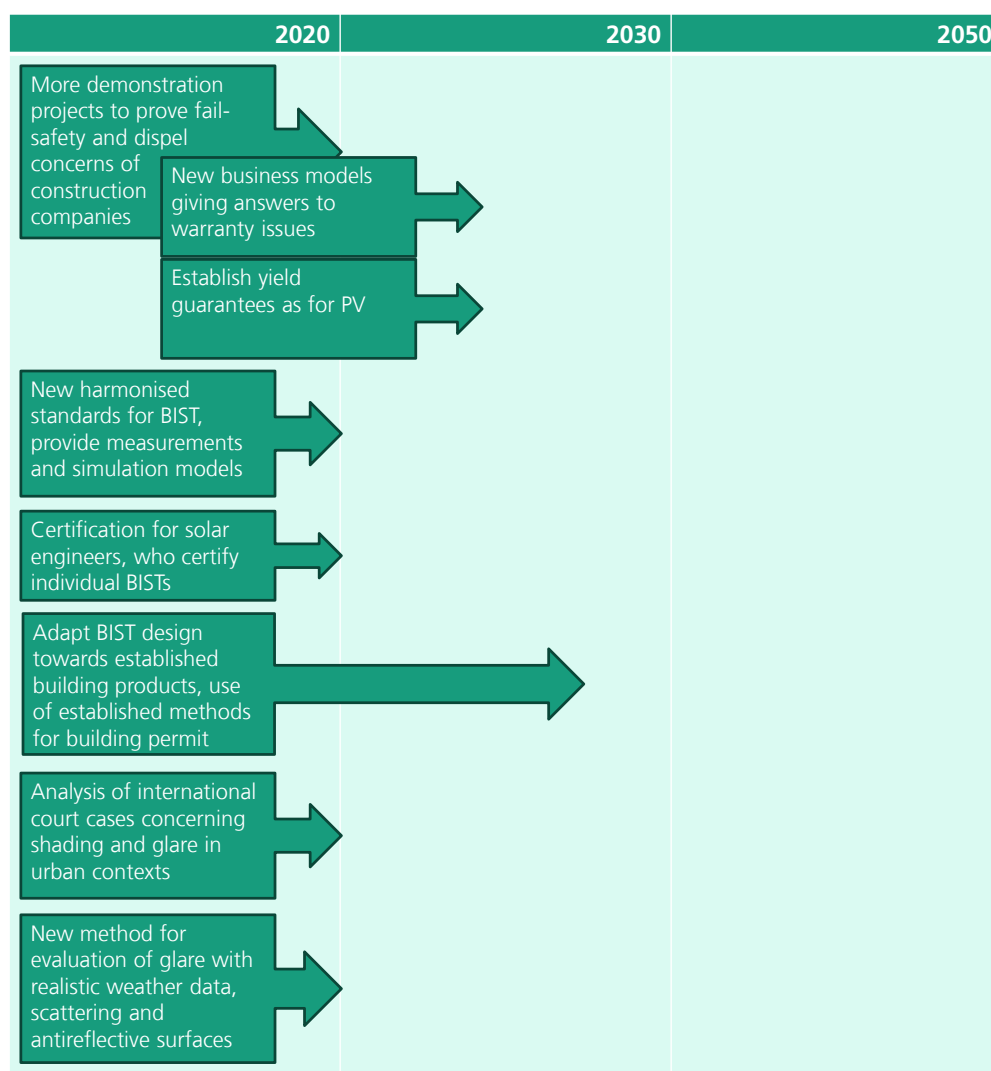 2020 2030 2050
More demonstration
projects to prove fail-
safety and dispel
concerns of
construction
companies
New business models
giving answers to
warranty issues
Establish yield
guarantees as for PV
New harmonised
standards for BIST,
provide measurements
and simulation models
Certification for solar
engineers, who certify
individual BISTs
Adapt BIST design
towards established
building products, use
of established methods
for building permit
Analysis of international
court cases concerning
shading and glare in
urban contexts
New method for
evaluation of glare with
realistic weather data,
scattering and
antireflective surfaces